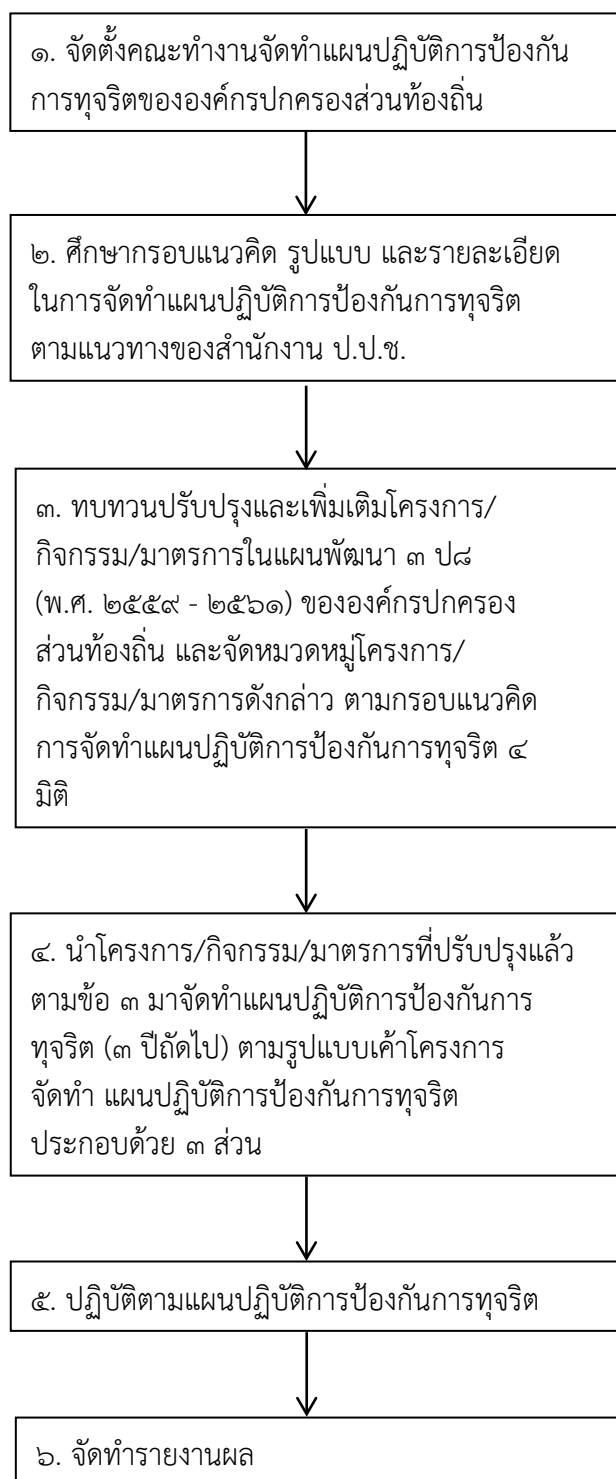 ๑. จัดตั้งคณะทำงานจัดทำแผนปฏิบัติการป้องกัน
การทุจริตขององค์กรปกครองส่วนท้องถิ่น
๒. ศึกษากรอบแนวคิด รูปแบบ และรายละเอียด
ในการจัดทำแผนปฏิบัติการป้องกันการทุจริต
ตามแนวทางของสำนักงาน ป.ป.ช.
๓. ทบทวนปรับปรุงและเพิ่มเติมโครงการ/
กิจกรรม/มาตรการในแผนพัฒนา ๓ ป๘
(พ.ศ. ๒๕๕๙ - ๒๕๖๑) ขององค์กรปกครอง
ส่วนท้องถิ่น และจัดหมวดหมู่โครงการ/
กิจกรรม/มาตรการดังกล่าว ตามกรอบแนวคิด
การจัดทำแผนปฏิบัติการป้องกันการทุจริต ๔
มิติ
๔. นำโครงการ/กิจกรรม/มาตรการที่ปรับปรุงแล้ว
ตามข้อ ๓ มาจัดทำแผนปฏิบัติการป้องกันการ
ทุจริต (๓ ปีถัดไป) ตามรูปแบบเค้าโครงการ
จัดทำ แผนปฏิบัติการป้องกันการทุจริต
ประกอบด้วย ๓ ส่วน
๕. ปฏิบัติตามแผนปฏิบัติการป้องกันการทุจริต
๖. จัดทำรายงานผล